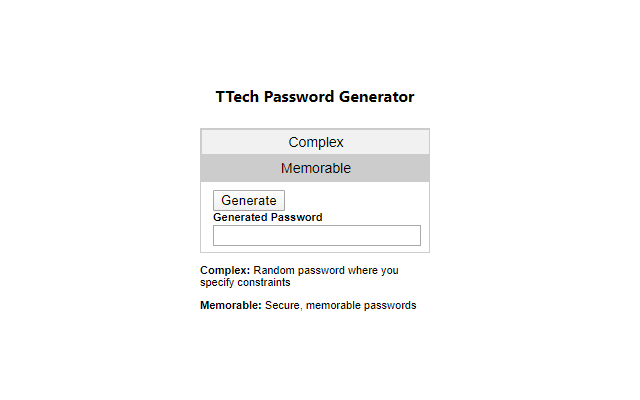 TTech Password Generator
Complex
Memorable
Generate
Generated Password
Complex: Random password where you
specify constraints
Memorable: Secure, memorable passwords